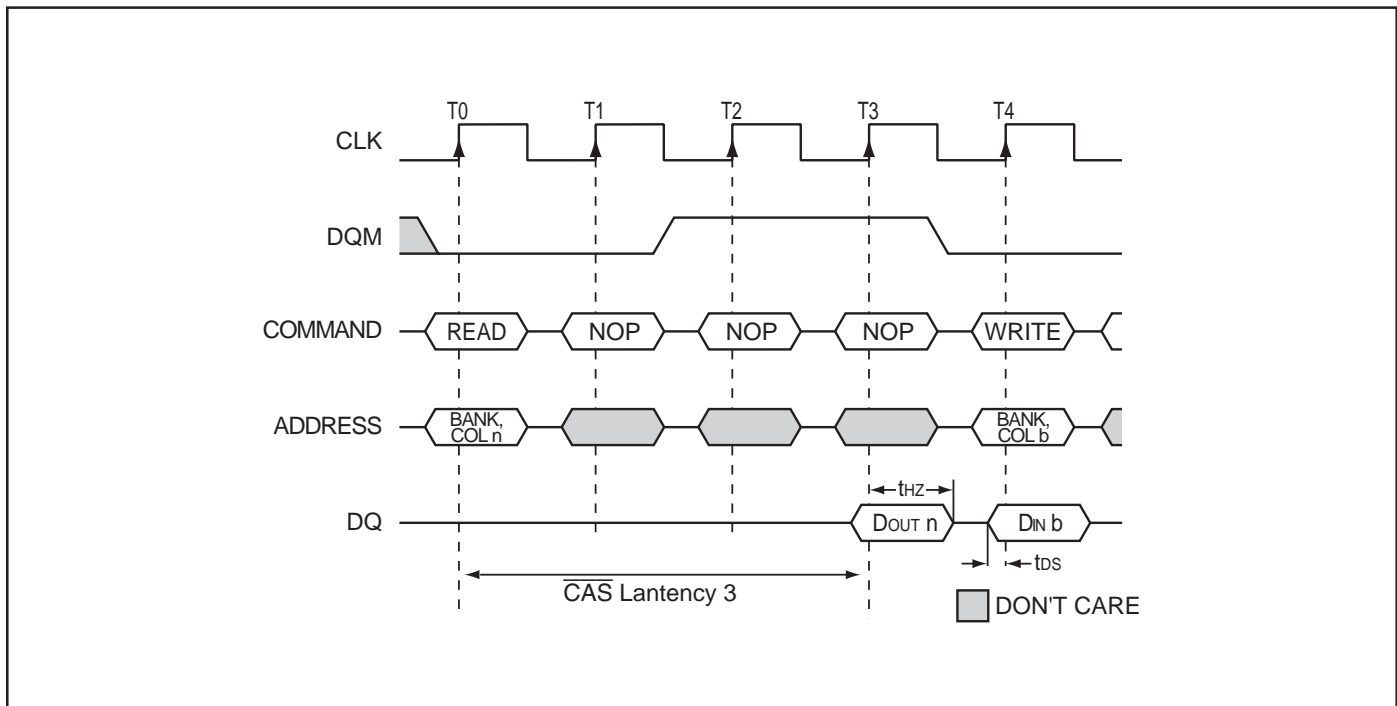 T0 T1 T2 T3 T4
CLK
DQM
COMMAND READ NOP NOP NOP WRITE
ADDRESS BANK, COL n BANK, COL b
tHZ
DQ DOUT n DIN b
tDS
CAS Lantency 3
DON'T CARE